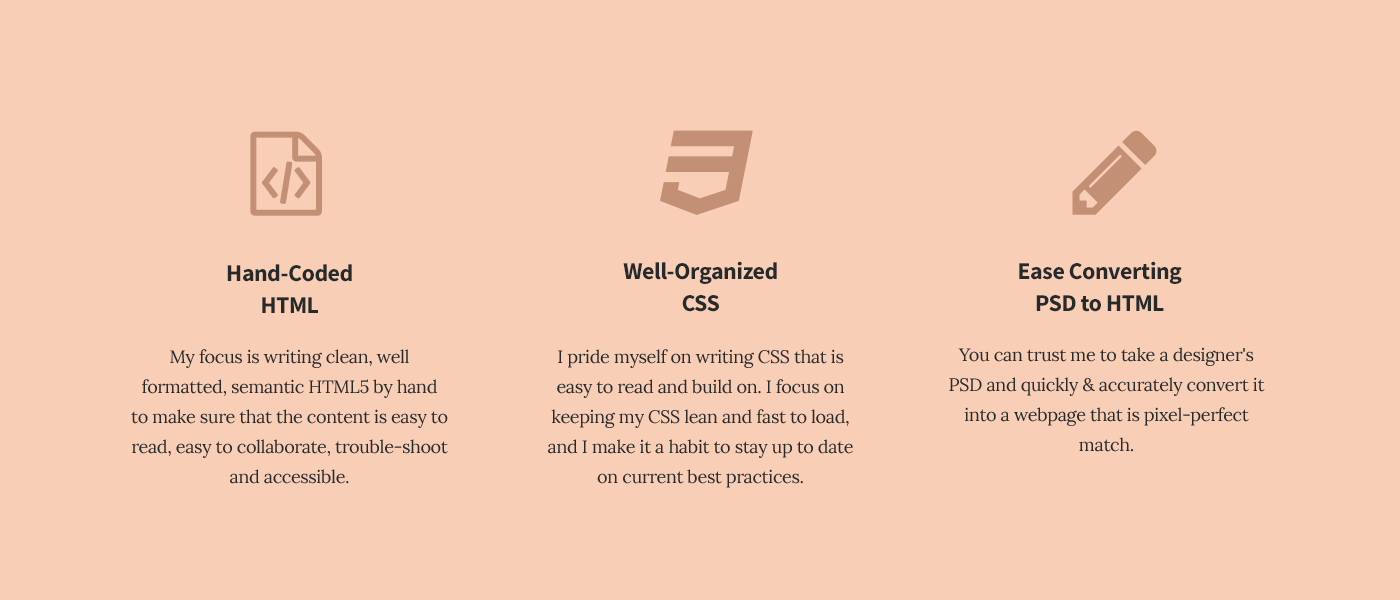 Hand-Coded
HTML
My focus is writing clean, well
formatted, semantic HTML5 by hand
to make sure that the content is easy to
read, easy to collaborate, trouble-shoot
and accessible.
Well-Organized
CSS
I pride myself on writing CSS that is
easy to read and build on. I focus on
keeping my CSS lean and fast to load,
and I make it a habit to stay up to date
on current best practices.
Ease Converting
PSD to HTML
You can trust me to take a designer's
PSD and quickly & accurately convert it
into a webpage that is pixel-perfect
match.